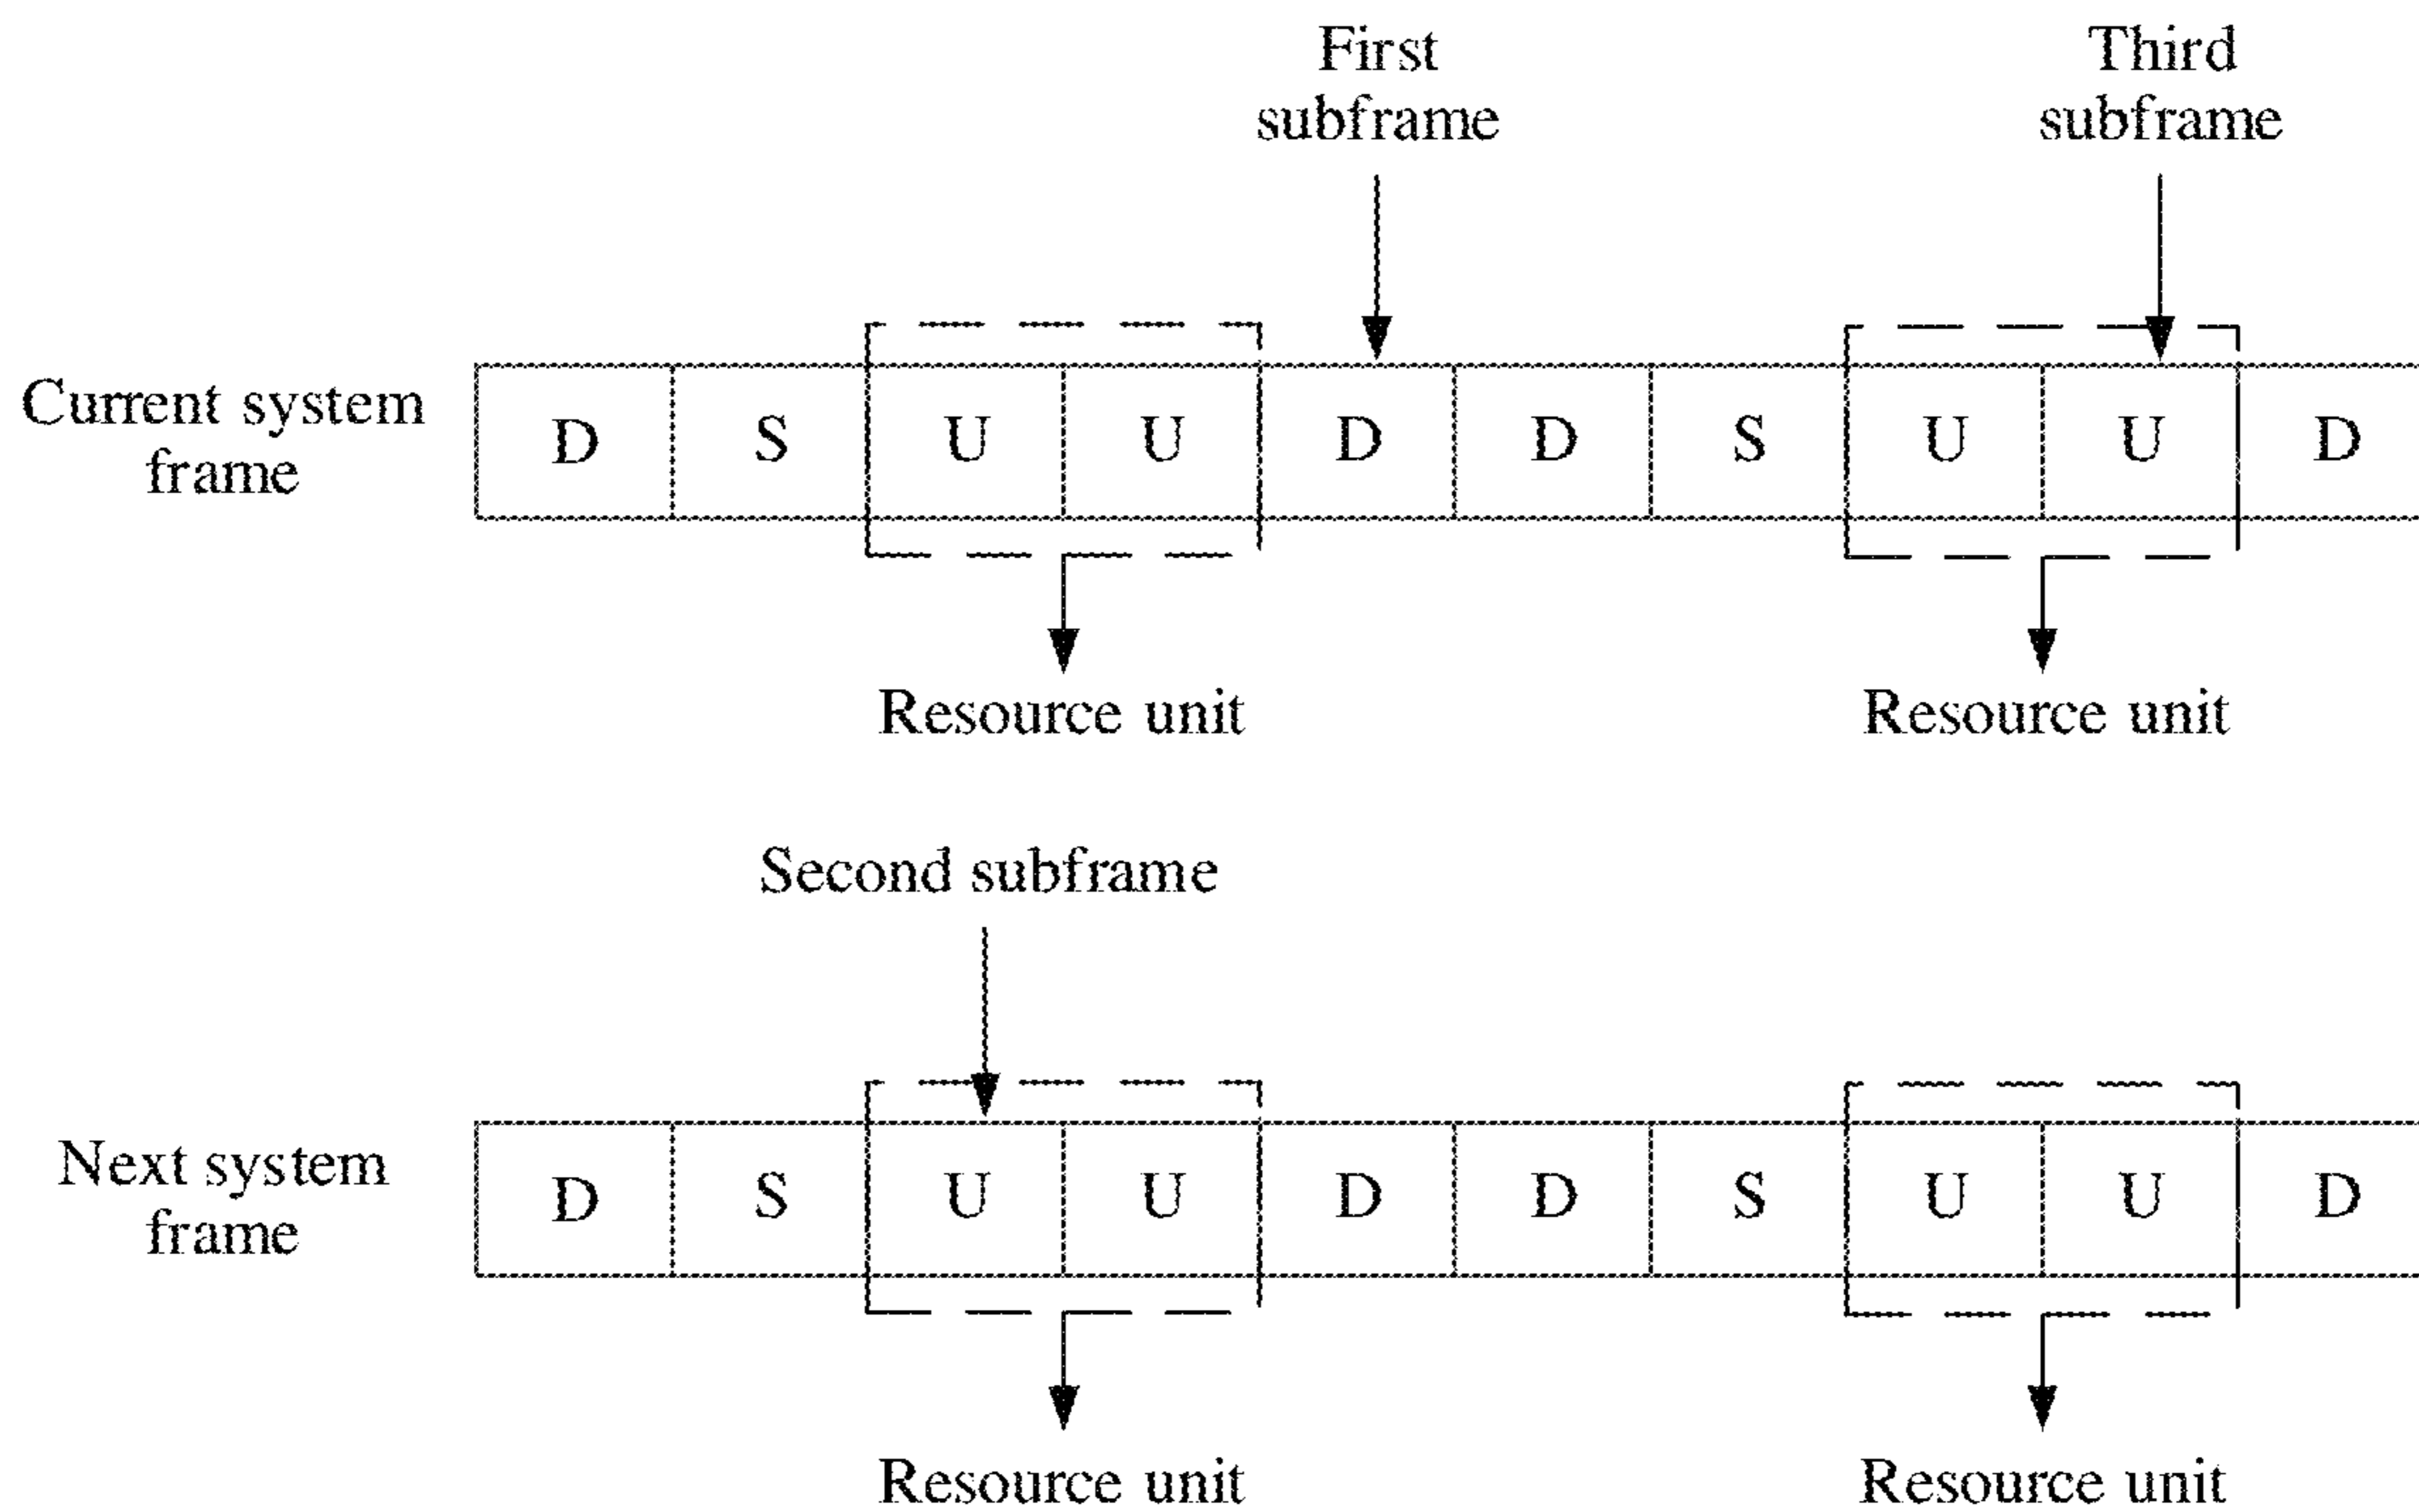 First
subframe
Third
subframe
Current system
frame
D S U U D D S U U D
Resource unit
Resource unit
Second subframe
Next system
frame
D S U U D D S U U D
Resource unit
Resource unit